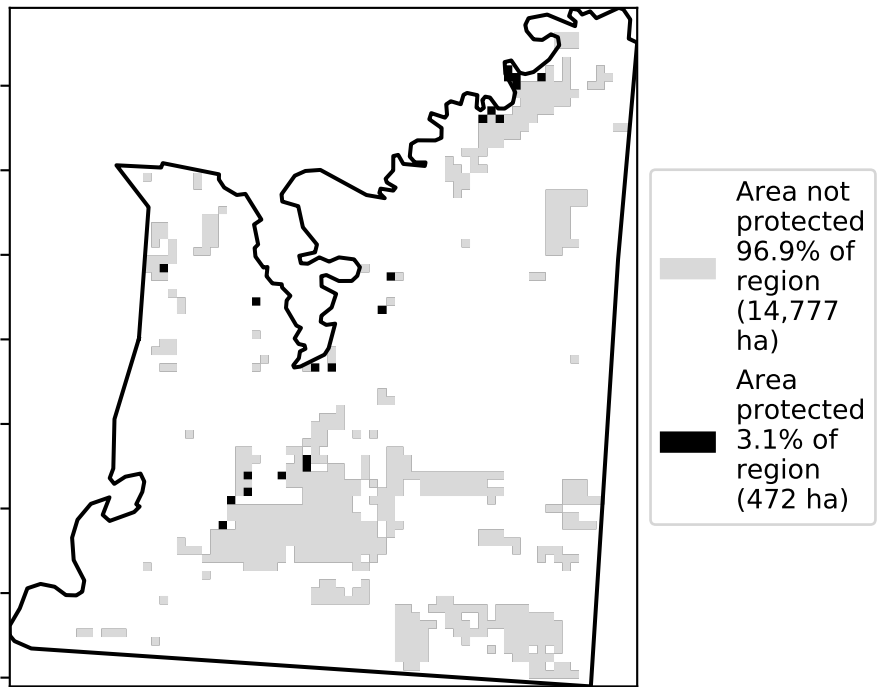 Area not
protected
96.9% of
region
(14,777
ha)
Area
protected
3.1% of
region
(472 ha)